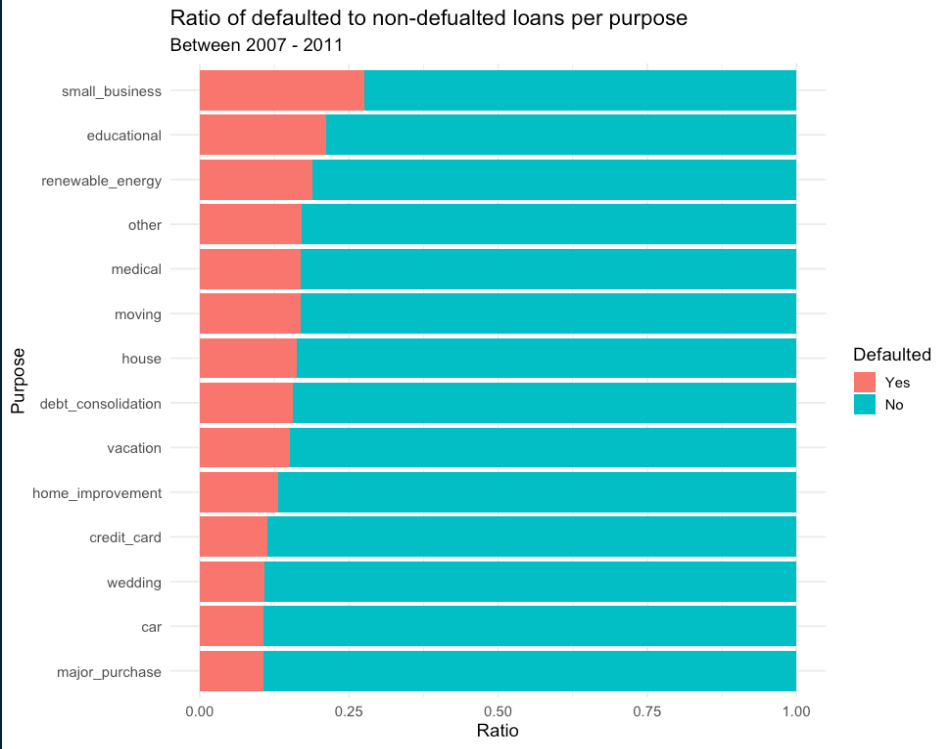 Ratio of defaulted to non-defualted loans per purpose
Between 2007 - 2011
Purpose
small_business
educational
renewable_energy
other
medical
moving
house
debt_consolidation
vacation
home_improvement
credit_card
wedding
car
major_purchase
0.00 0.25 0.50 0.75 1.00
Ratio
Defaulted
Yes
No